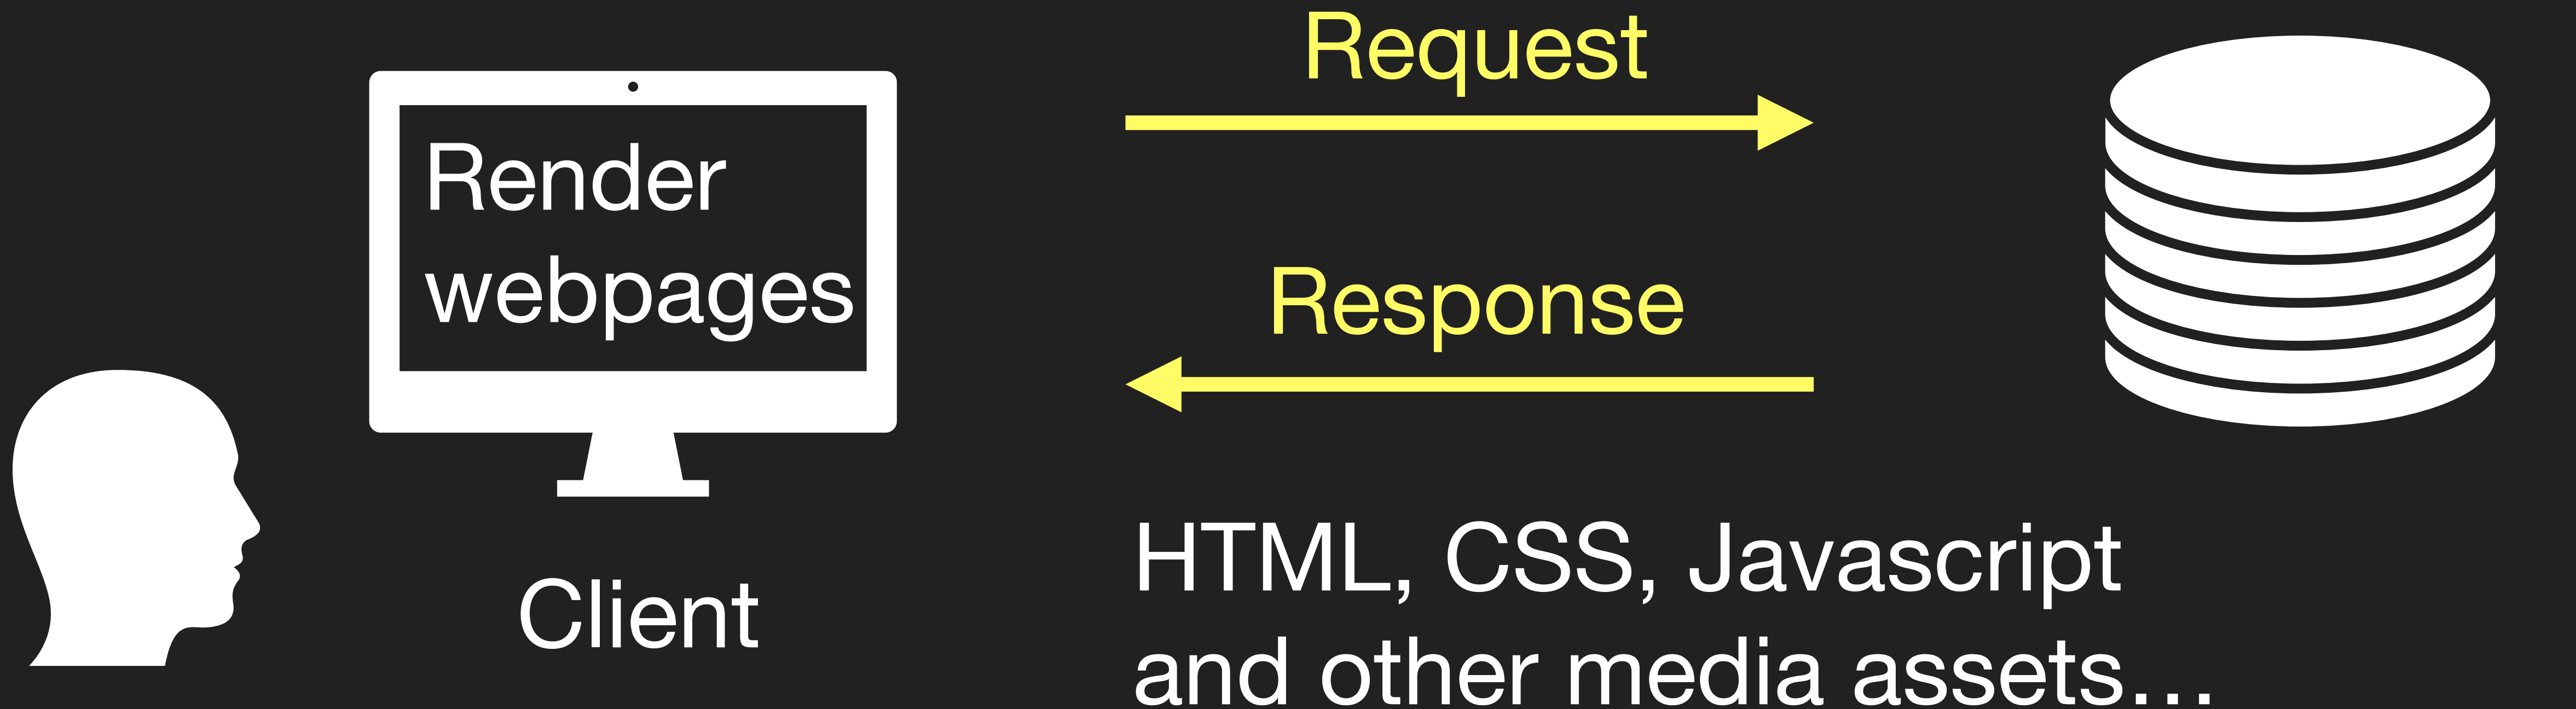 Request
Render
webpages
Response
Client
HTML, CSS, Javascript
and other media assets...